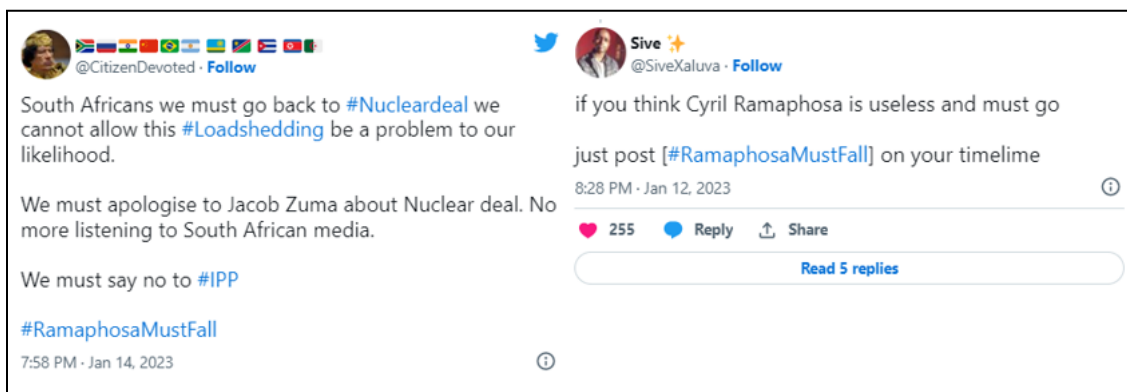 @CitizenDevoted · Follow
South Africans we must go back to #Nucleardeal we
cannot allow this #Loadshedding be a problem to our
likelihood.
We must apologise to Jacob Zuma about Nuclear deal. No
more listening to South African media.
We must say no to #IPP
#RamaphosaMustFall
7:58 PM · Jan 14, 2023
Sive ✨
@SiveXaluva · Follow
if you think Cyril Ramaphosa is useless and must go
just post [#RamaphosaMustFall] on your timelime
8:28 PM · Jan 12, 2023
255 Reply Share
Read 5 replies